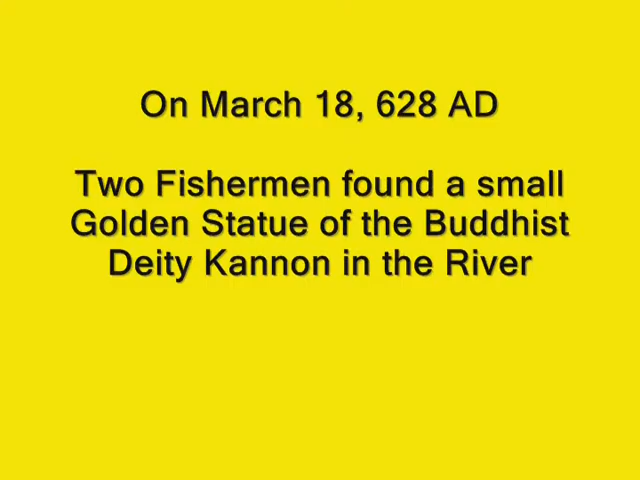 On March 18, 628 AD
Two Fishermen found a small
Golden Statue of the Buddhist
Deity Kannon in the River